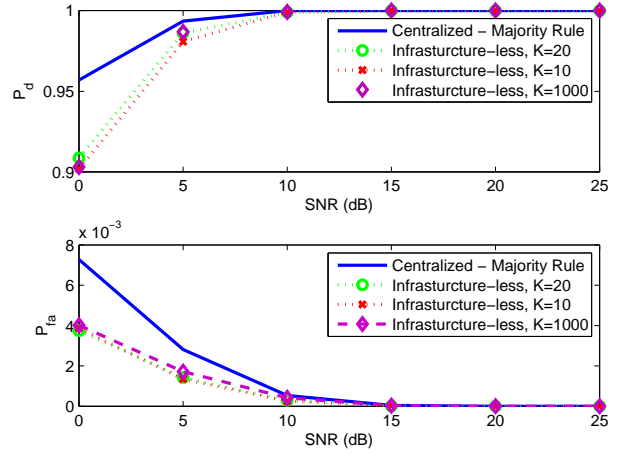 1
0.95
0.9
P_d
0 5 10 15 20 25
SNR (dB)
Centralized − Majority Rule
Infrasturcture−less, K=20
Infrasturcture−less, K=10
Infrasturcture−less, K=1000
x 10^−3
8
6
4
2
0
P_fa
0 5 10 15 20 25
SNR (dB)
Centralized − Majority Rule
Infrasturcture−less, K=20
Infrasturcture−less, K=10
Infrasturcture−less, K=1000